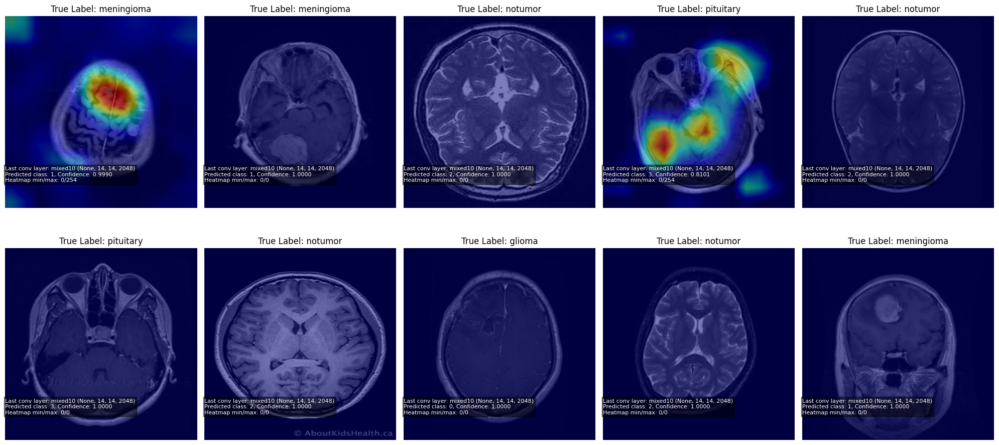 True Label: meningioma
True Label: meningioma
True Label: notumor
True Label: pituitary
True Label: notumor
Last conv layer: mixed10 (None, 14, 14, 2048)
Predicted class: 1, Confidence: 0.9990
Heatmap min/max: 0/254
Last conv layer: mixed10 (None, 14, 14, 2048)
Predicted class: 1, Confidence: 1.0000
Heatmap min/max: 0/0
Last conv layer: mixed10 (None, 14, 14, 2048)
Predicted class: 2, Confidence: 1.0000
Heatmap min/max: 0/0
Last conv layer: mixed10 (None, 14, 14, 2048)
Predicted class: 3, Confidence: 0.8101
Heatmap min/max: 0/254
Last conv layer: mixed10 (None, 14, 14, 2048)
Predicted class: 2, Confidence: 1.0000
Heatmap min/max: 0/0
True Label: pituitary
True Label: notumor
True Label: glioma
True Label: notumor
True Label: meningioma
Last conv layer: mixed10 (None, 14, 14, 2048)
Predicted class: 3, Confidence: 1.0000
Heatmap min/max: 0/0
Last conv layer: mixed10 (None, 14, 14, 2048)
Predicted class: 2, Confidence: 1.0000
Heatmap min/max: 0/0
© AboutKidsHealth.ca
Last conv layer: mixed10 (None, 14, 14, 2048)
Predicted class: 0, Confidence: 1.0000
Heatmap min/max: 0/0
Last conv layer: mixed10 (None, 14, 14, 2048)
Predicted class: 2, Confidence: 1.0000
Heatmap min/max: 0/0
Last conv layer: mixed10 (None, 14, 14, 2048)
Predicted class: 1, Confidence: 1.0000
Heatmap min/max: 0/0